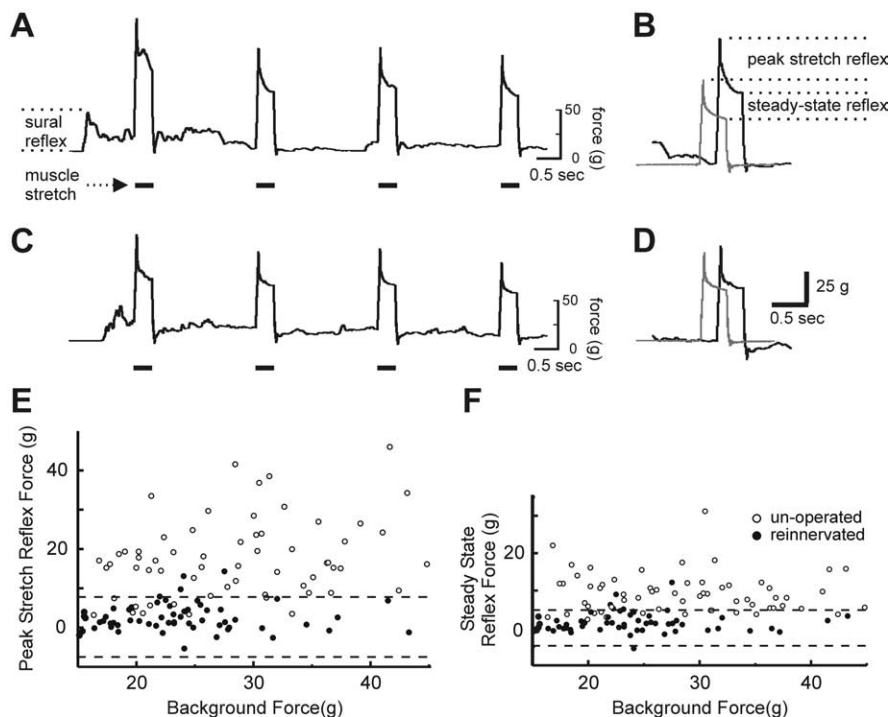 A
sural
reflex
muscle
stretch
50
0
force (g)
0.5 sec
B
peak stretch reflex
steady-state reflex
C
50
0
force (g)
0.5 sec
D
25 g
0.5 sec
E
Peak Stretch Reflex Force (g)
40
20
0
20
30
40
Background Force(g)
F
Steady State
Reflex Force (g)
20
0
un-operated
reinnervated
20
30
40
Background Force(g)